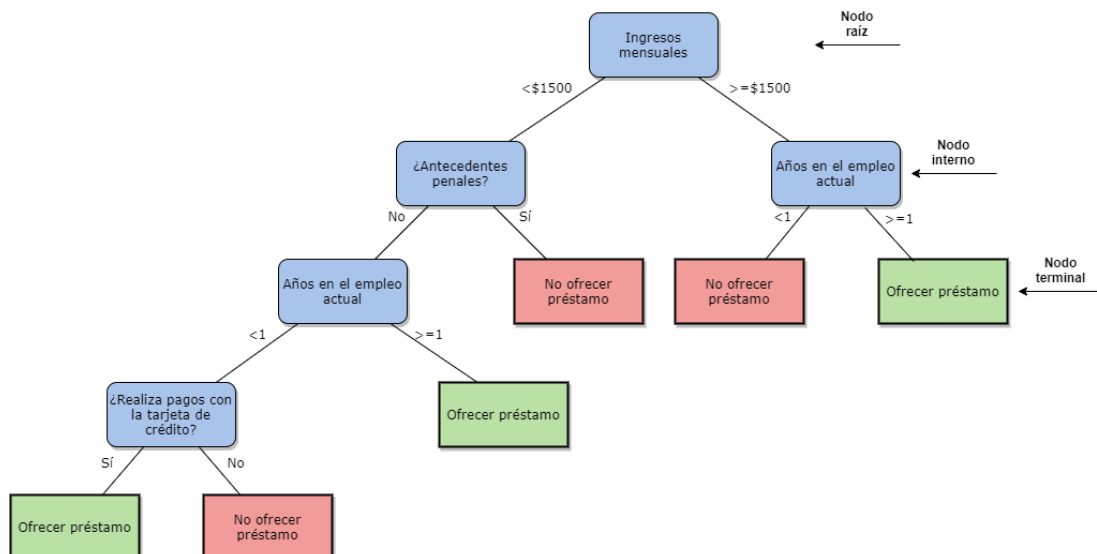 Nodo
raíz
Ingresos
mensuales
<$1500
>=$1500
Nodo
interno
¿Antecedentes
penales?
Años en el empleo
actual
No
Sí
<1
>=1
Nodo
terminal
Años en el empleo
actual
No ofrecer
préstamo
No ofrecer
préstamo
Ofrecer préstamo
<1
>=1
¿Realiza pagos con
la tarjeta de
crédito?
Ofrecer préstamo
Sí
No
Ofrecer préstamo
No ofrecer
préstamo